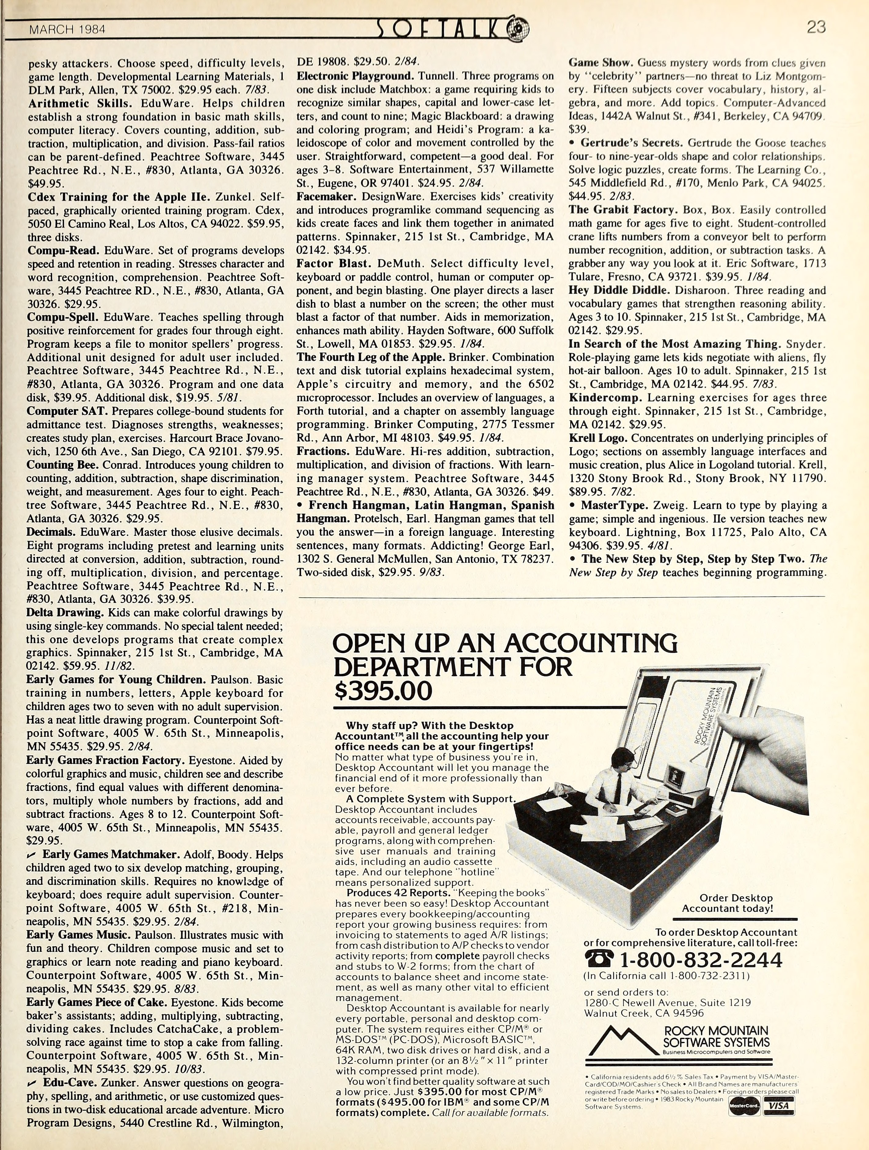 MARCH 1984
SOFTALK
23
pesky attackers. Choose speed, difficulty levels,
game length. Developmental Learning Materials, 1
DLM Park, Allen, TX 75002. $29.95 each. 7/83.
Arithmetic Skills. EduWare. Helps children
establish a strong foundation in basic math skills,
computer literacy. Covers counting, addition, sub-
traction, multiplication, and division. Pass-fail ratios
can be parent-defined. Peachtree Software, 3445
Peachtree Rd., N.E., #830, Atlanta, GA 30326.
$49.95.
Cdex Training for the Apple IIe. Zunkel. Self-
paced, graphically oriented training program. Cdex,
5050 El Camino Real, Los Altos, CA 94022. $59.95,
three disks.
Compu-Read. EduWare. Set of programs develops
speed and retention in reading. Stresses character and
word recognition, comprehension. Peachtree Soft-
ware, 3445 Peachtree RD., N.E., #830, Atlanta, GA
30326. $29.95.
Compu-Spell. EduWare. Teaches spelling through
positive reinforcement for grades four through eight.
Program keeps a file to monitor spellers' progress.
Additional unit designed for adult user included.
Peachtree Software, 3445 Peachtree Rd., N.E.,
#830, Atlanta, GA 30326. Program and one data
disk, $39.95. Additional disk, $19.95. 5/81.
Computer SAT. Prepares college-bound students for
admittance test. Diagnoses strengths, weaknesses;
creates study plan, exercises. Harcourt Brace Jovano-
vich, 1250 6th Ave., San Diego, CA 92101. $79.95.
Counting Bee. Conrad. Introduces young children to
counting, addition, subtraction, shape discrimination,
weight, and measurement. Ages four to eight. Peach-
tree Software, 3445 Peachtree Rd., N.E., #830,
Atlanta, GA 30326. $29.95.
Decimals. EduWare. Master those elusive decimals.
Eight programs including pretest and learning units
directed at conversion, addition, subtraction, round-
ing off, multiplication, division, and percentage.
Peachtree Software, 3445 Peachtree Rd., N.E.,
#830, Atlanta, GA 30326. $39.95.
Delta Drawing. Kids can make colorful drawings by
using single-key commands. No special talent needed;
this one develops programs that create complex
graphics. Spinnaker, 215 1st St., Cambridge, MA
02142. $59.95. 11/82.
Early Games for Young Children. Paulson. Basic
training in numbers, letters, Apple keyboard for
children ages two to seven with no adult supervision.
Has a neat little drawing program. Counterpoint Soft-
point Software, 4005 W. 65th St., Minneapolis,
MN 55435. $29.95. 2/84.
Early Games Fraction Factory. Eyestone. Aided by
colorful graphics and music, children see and describe
fractions, find equal values with different denomina-
tors, multiply whole numbers by fractions, add and
subtract fractions. Ages 8 to 12. Counterpoint Soft-
ware, 4005 W. 65th St., Minneapolis, MN 55435.
$29.95.
✓ Early Games Matchmaker. Adolf, Boody. Helps
children aged two to six develop matching, grouping,
and discrimination skills. Requires no knowledge of
keyboard; does require adult supervision. Counter-
point Software, 4005 W. 65th St., #218, Min-
neapolis, MN 55435. $29.95. 2/84.
Early Games Music. Paulson. Illustrates music with
fun and theory. Children compose music and set to
graphics or learn note reading and piano keyboard.
Counterpoint Software, 4005 W. 65th St., Min-
neapolis, MN 55435. $29.95. 8/83.
Early Games Piece of Cake. Eyestone. Kids become
baker's assistants; adding, multiplying, subtracting,
dividing cakes. Includes CatchaCake, a problem-
solving race against time to stop a cake from falling.
Counterpoint Software, 4005 W. 65th St., Min-
neapolis, MN 55435. $29.95. 10/83.
✓ Edu-Cave. Zunker. Answer questions on geogra-
phy, spelling, and arithmetic, or use customized ques-
tions in two-disk educational arcade adventure. Micro
Program Designs, 5440 Crestline Rd., Wilmington,
DE 19808. $29.50. 2/84.
Electronic Playground. Tunnell. Three programs on
one disk include Matchbox: a game requiring kids to
recognize similar shapes, capital and lower-case let-
ters, and count to nine; Magic Blackboard: a drawing
and coloring program; and Heidi's Program: a ka-
leidoscope of color and movement controlled by the
user. Straightforward, competent—a good deal. For
ages 3-8. Software Entertainment, 537 Willamette
St., Eugene, OR 97401. $24.95. 2/84.
Facemaker. DesignWare. Exercises kids' creativity
and introduces programlike command sequencing as
kids create faces and link them together in animated
patterns. Spinnaker, 215 1st St., Cambridge, MA
02142. $34.95.
Factor Blast. DeMuth. Select difficulty level,
keyboard or paddle control, human or computer op-
ponent, and begin blasting. One player directs a laser
dish to blast a number on the screen; the other must
blast a factor of that number. Aids in memorization,
enhances math ability. Hayden Software, 600 Suffolk
St., Lowell, MA 01853. $29.95. 1/84.
The Fourth Leg of the Apple. Brinker. Combination
text and disk tutorial explains hexadecimal system,
Apple's circuitry and memory, and the 6502
microprocessor. Includes an overview of languages, a
Forth tutorial, and a chapter on assembly language
programming. Brinker Computing, 2775 Tessmer
Rd., Ann Arbor, MI 48103. $49.95. 1/84.
Fractions. EduWare. Hi-res addition, subtraction,
multiplication, and division of fractions. With learn-
ing manager system. Peachtree Software, 3445
Peachtree Rd., N.E., #830, Atlanta, GA 30326. $49.
• French Hangman, Latin Hangman, Spanish
Hangman. Protelsch, Earl. Hangman games that tell
you the answer—in a foreign language. Interesting
sentences, many formats. Addicting! George Earl,
1302 S. General McMullen, San Antonio, TX 78237.
Two-sided disk, $29.95. 9/83.
Game Show. Guess mystery words from clues given
by "celebrity" partners—no threat to Liz Montgom-
ery. Fifteen subjects cover vocabulary, history, al-
gebra, and more. Add topics. Computer-Advanced
Ideas, 1442A Walnut St., #341, Berkeley, CA 94709.
$39.
• Gertrude's Secrets. Gertrude the Goose teaches
four- to nine-year-olds shape and color relationships.
Solve logic puzzles, create forms. The Learning Co.,
545 Middlefield Rd., #170, Menlo Park, CA 94025.
$44.95. 2/83.
The Grabit Factory. Box, Box. Easily controlled
math game for ages five to eight. Student-controlled
crane lifts numbers from a conveyor belt to perform
number recognition, addition, or subtraction tasks. A
grabber any way you look at it. Eric Software, 1713
Tulare, Fresno, CA 93721. $39.95. 1/84.
Hey Diddle Diddle. Disharoon. Three reading and
vocabulary games that strengthen reasoning ability.
Ages 3 to 10. Spinnaker, 215 1st St., Cambridge, MA
02142. $29.95.
In Search of the Most Amazing Thing. Snyder.
Role-playing game lets kids negotiate with aliens, fly
hot-air balloon. Ages 10 to adult. Spinnaker, 215 1st
St., Cambridge, MA 02142. $44.95. 7/83.
Kindercomp. Learning exercises for ages three
through eight. Spinnaker, 215 1st St., Cambridge,
MA 02142. $29.95.
Krell Logo. Concentrates on underlying principles of
Logo; sections on assembly language interfaces and
music creation, plus Alice in Logoland tutorial. Krell,
1320 Stony Brook Rd., Stony Brook, NY 11790.
$89.95. 7/82.
• MasterType. Zweig. Learn to type by playing a
game; simple and ingenious. IIe version teaches new
keyboard. Lightning, Box 11725, Palo Alto, CA
94306. $39.95. 4/81.
• The New Step by Step, Step by Step Two. The
New Step by Step teaches beginning programming.
OPEN UP AN ACCOUNTING
DEPARTMENT FOR
$395.00
Why staff up? With the Desktop
Accountant™, all the accounting help your
office needs can be at your fingertips!
No matter what type of business you're in,
Desktop Accountant will let you manage the
financial end of it more professionally than
ever before.
A Complete System with Support.
Desktop Accountant includes
accounts receivable, accounts pay-
able, payroll and general ledger
programs, along with comprehen-
sive user manuals and training
aids, including an audio cassette
tape. And our telephone "hotline"
means personalized support.
Produces 42 Reports. "Keeping the books"
has never been so easy! Desktop Accountant
prepares every bookkeeping/accounting
report your growing business requires: from
invoicing to statements to aged A/R listings;
from cash distribution to A/P checks to vendor
activity reports; from complete payroll checks
and stubs to W-2 forms; from the chart of
accounts to balance sheet and income state-
ment, as well as many other vital to efficient
management.
Desktop Accountant is available for nearly
every portable, personal and desktop com-
puter. The system requires either CP/M® or
MS-DOS™ (PC-DOS), Microsoft BASIC™,
64K RAM, two disk drives or hard disk, and a
132-column printer (or an 8½" x 11" printer
with compressed print mode).
You won't find better quality software at such
a low price. Just $395.00 for most CP/M®
formats ($495.00 for IBM® and some CP/M
formats) complete. Call for available formats.
ROCKY MOUNTAIN
SOFTWARE SYSTEMS
Order Desktop
Accountant today!
To order Desktop Accountant
or for comprehensive literature, call toll-free:
☎ 1-800-832-2244
(In California call 1-800-732-2311)
or send orders to:
1280-C Newell Avenue, Suite 1219
Walnut Creek, CA 94596
ROCKY MOUNTAIN
SOFTWARE SYSTEMS
Business Microcomputers and Software
• California residents add 6½% Sales Tax • Payment by VISA/Master-
Card/COD/MO/Cashier's Check • All Brand Names are manufacturers
registered Trade Marks • No sales to Dealers • Foreign orders please call
or write before ordering • 1983 Rocky Mountain
Software Systems.
MasterCard
VISA